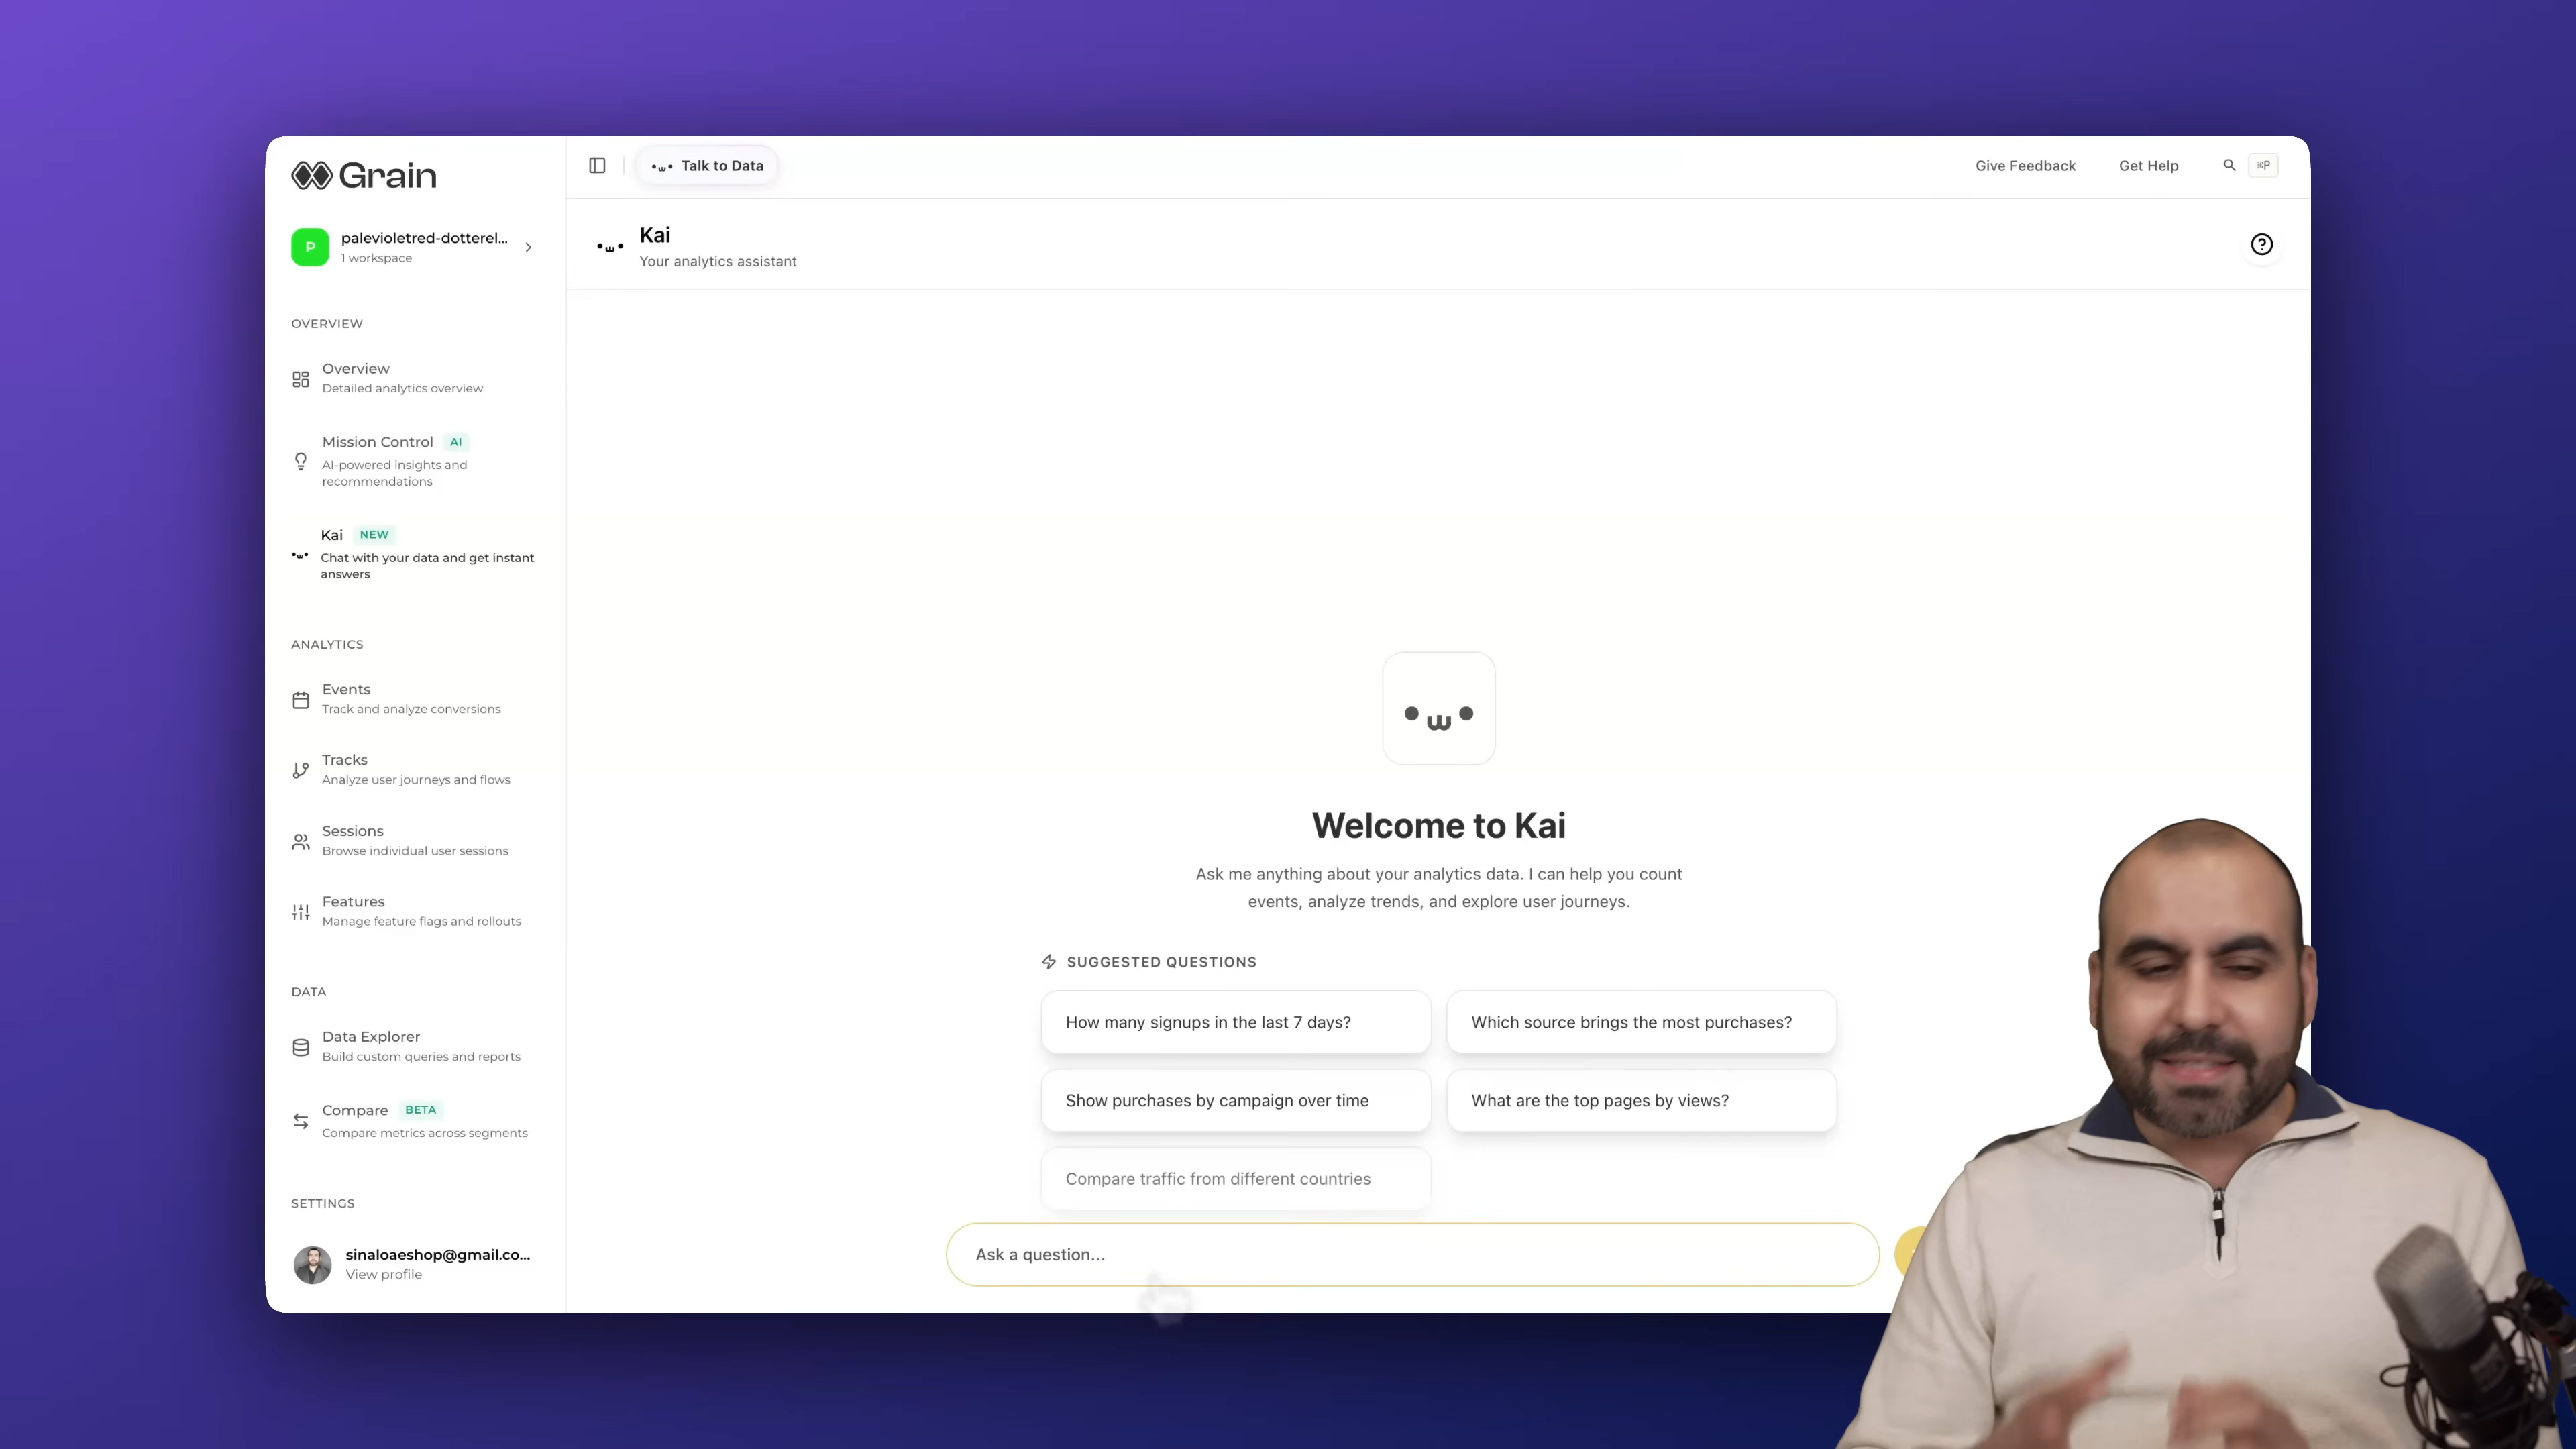 Grain
P
palevioletred-dotterel...
1 workspace
OVERVIEW
Overview
Detailed analytics overview
Mission Control AI
AI-powered insights and
recommendations
Kai NEW
Chat with your data and get instant
answers
ANALYTICS
Events
Track and analyze conversions
Tracks
Analyze user journeys and flows
Sessions
Browse individual user sessions
Features
Manage feature flags and rollouts
DATA
Data Explorer
Build custom queries and reports
Compare BETA
Compare metrics across segments
SETTINGS
sinaloaeshop@gmail.co...
View profile
Talk to Data
Give Feedback
Get Help
⌘P
Kai
Your analytics assistant
Welcome to Kai
Ask me anything about your analytics data. I can help you count
events, analyze trends, and explore user journeys.
SUGGESTED QUESTIONS
How many signups in the last 7 days?
Which source brings the most purchases?
Show purchases by campaign over time
What are the top pages by views?
Compare traffic from different countries
Ask a question...